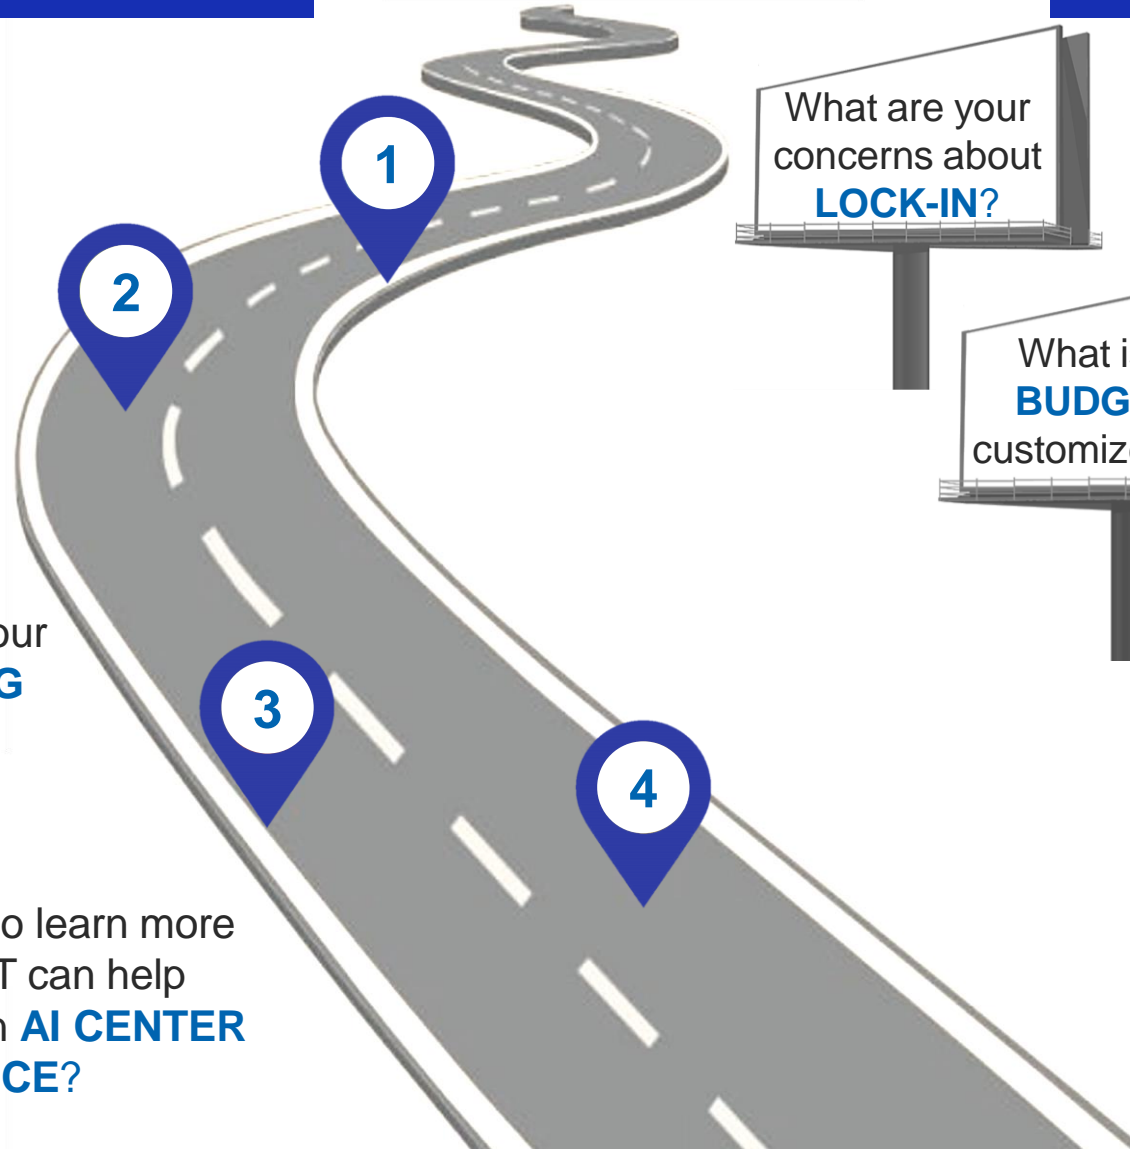 What are your
concerns about
LOCK-IN?
1
2
What i
BUDG
customiz
our
G
3
4
o learn more
T can help
n AI CENTER
CE?